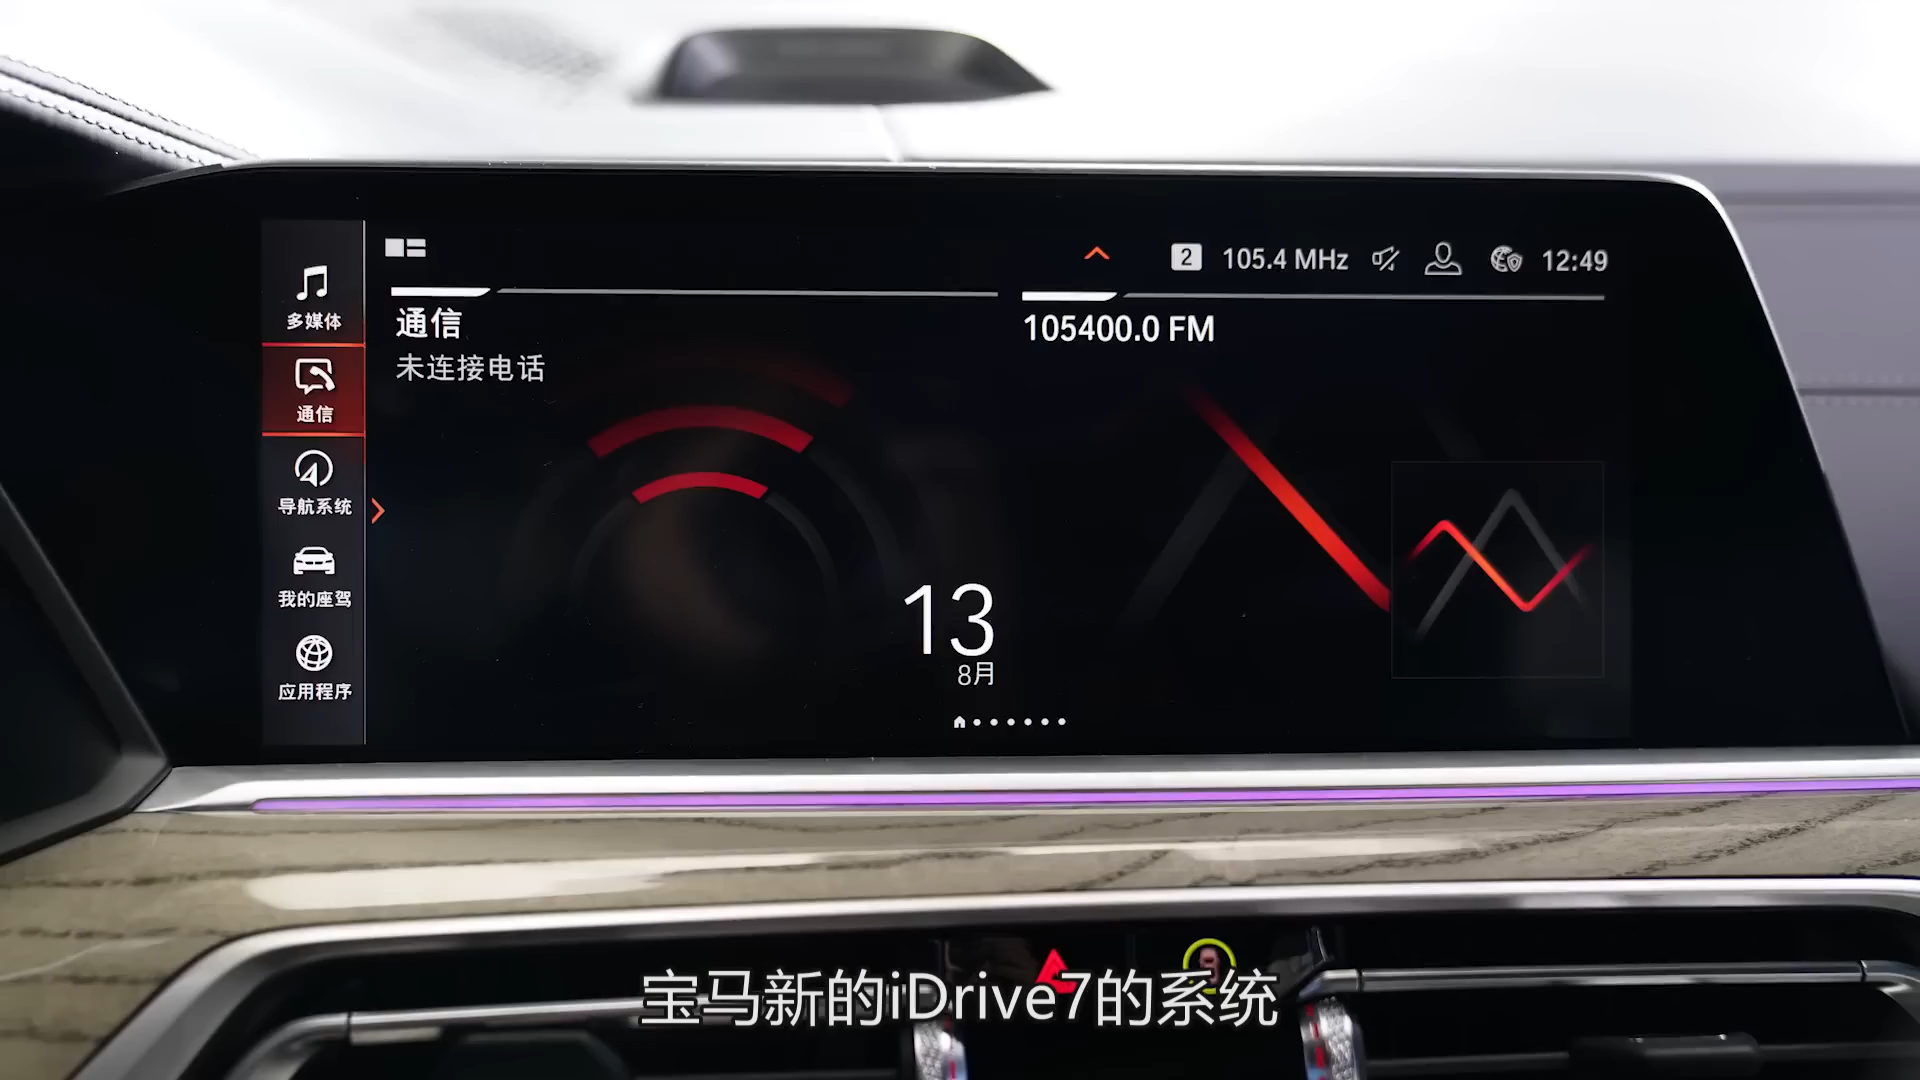 2 105.4 MHz 12:49
多媒体
通信
导航系统
我的座驾
应用程序
通信
未连接电话
13
8月
105400.0 FM
宝马新的iDrive7的系统